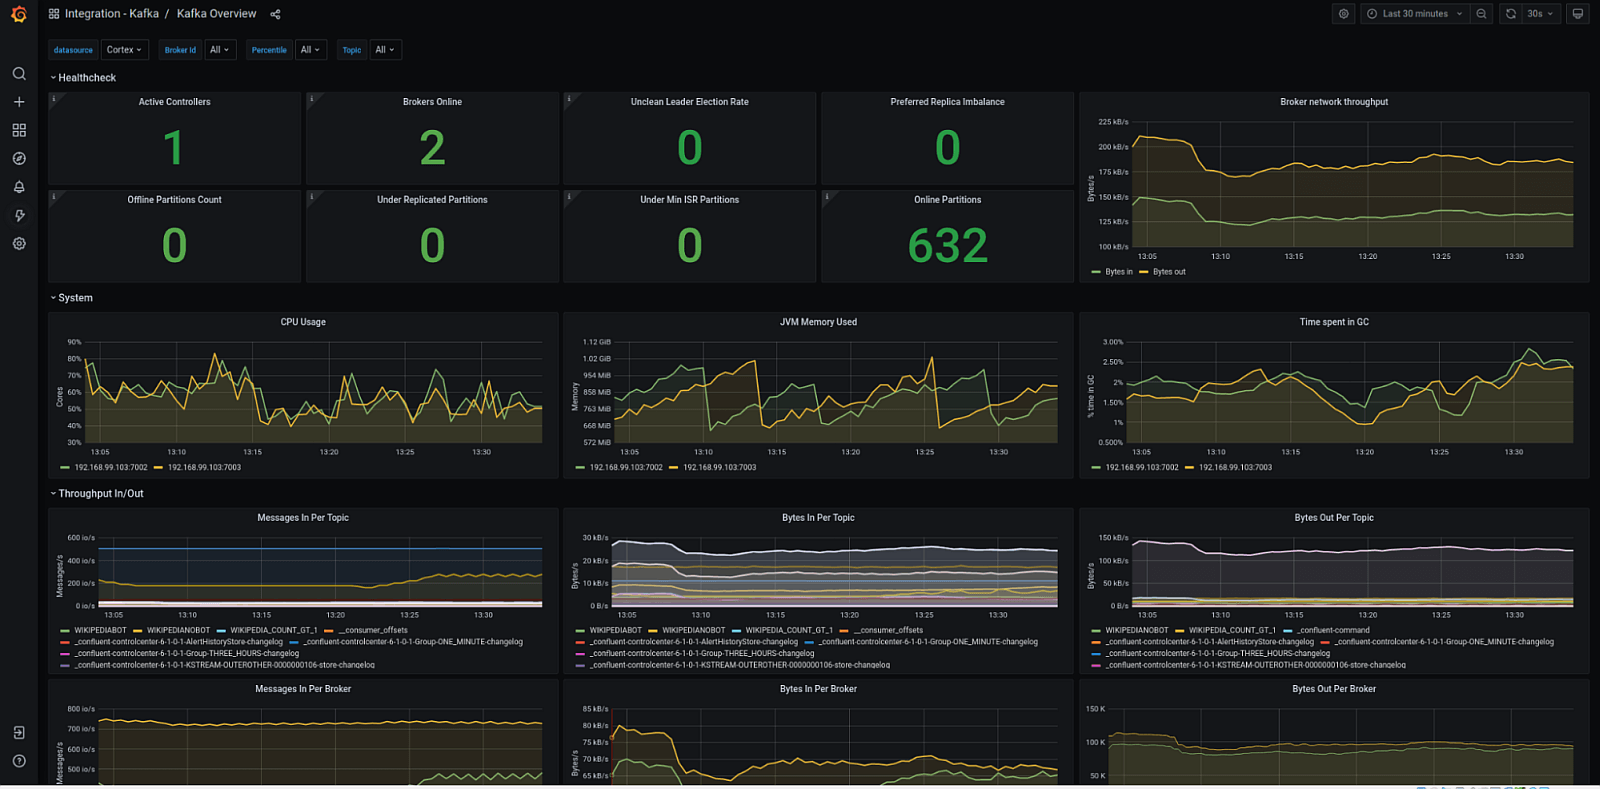 Integration - Kafka / Kafka Overview
Last 30 minutes
30s
datasource Cortex Broker Id All Percentile All Topic All
Healthcheck
Active Controllers
1
Brokers Online
2
Unclean Leader Election Rate
0
Preferred Replica Imbalance
0
Offline Partitions Count
0
Under Replicated Partitions
0
Under Min ISR Partitions
0
Online Partitions
632
Broker network throughput
Bytes/s
225 kB/s
200 kB/s
175 kB/s
150 kB/s
125 kB/s
100 kB/s
13:05 13:10 13:15 13:20 13:25 13:30
Bytes in Bytes out
System
CPU Usage
Cores
90%
80%
70%
60%
50%
40%
30%
13:05 13:10 13:15 13:20 13:25 13:30
192.168.99.103:7002 192.168.99.103:7003
JVM Memory Used
Memory
1.12 GiB
1.02 GiB
954 MiB
858 MiB
763 MiB
668 MiB
572 MiB
13:05 13:10 13:15 13:20 13:25 13:30
192.168.99.103:7002 192.168.99.103:7003
Time spent in GC
% time in GC
3.00%
2.50%
2%
1.50%
1%
0.500%
13:05 13:10 13:15 13:20 13:25 13:30
192.168.99.103:7002 192.168.99.103:7003
Throughput In/Out
Messages In Per Topic
Messages/s
600 io/s
400 io/s
200 io/s
0 io/s
13:05 13:10 13:15 13:20 13:25 13:30
WIKIPEDIABOT WIKIPEDIANOBOT WIKIPEDIA_COUNT_GT_1 __consumer_offsets
_confluent-controlcenter-6-1-0-1-AlertHistoryStore-changelog _confluent-controlcenter-6-1-0-1-Group-ONE_MINUTE-changelog
_confluent-controlcenter-6-1-0-1-Group-THREE_HOURS-changelog
_confluent-controlcenter-6-1-0-1-KSTREAM-OUTEROTHER-0000000106-store-changelog
Bytes In Per Topic
Bytes/s
30 kB/s
20 kB/s
10 kB/s
0 B/s
13:05 13:10 13:15 13:20 13:25 13:30
WIKIPEDIABOT WIKIPEDIANOBOT WIKIPEDIA_COUNT_GT_1 __consumer_offsets
_confluent-controlcenter-6-1-0-1-AlertHistoryStore-changelog _confluent-controlcenter-6-1-0-1-Group-ONE_MINUTE-changelog
_confluent-controlcenter-6-1-0-1-Group-THREE_HOURS-changelog
_confluent-controlcenter-6-1-0-1-KSTREAM-OUTEROTHER-0000000106-store-changelog
Bytes Out Per Topic
Bytes/s
150 kB/s
100 kB/s
50 kB/s
0 B/s
13:05 13:10 13:15 13:20 13:25 13:30
WIKIPEDIANOBOT WIKIPEDIA_COUNT_GT_1 _confluent-command
_confluent-controlcenter-6-1-0-1-AlertHistoryStore-changelog _confluent-controlcenter-6-1-0-1-Group-ONE_MINUTE-changelog
_confluent-controlcenter-6-1-0-1-Group-THREE_HOURS-changelog
_confluent-controlcenter-6-1-0-1-KSTREAM-OUTEROTHER-0000000106-store-changelog
Messages In Per Broker
Messages/s
800 io/s
700 io/s
600 io/s
500 io/s
Bytes In Per Broker
Bytes/s
85 kB/s
80 kB/s
75 kB/s
70 kB/s
65 kB/s
Bytes Out Per Broker
150 K
100 K
50 K